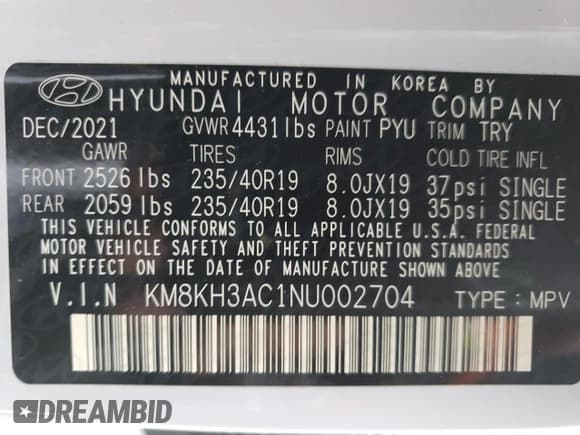 MANUFACTURED IN KOREA BY
HYUNDAI MOTOR COMPANY
DEC/2021 GVWR 4431lbs PAINT PYU TRIM TRY
GAWR TIRES RIMS COLD TIRE INFL
FRONT 2526 lbs 235/40R19 8.0JX19 37psi SINGLE
REAR 2059 lbs 235/40R19 8.0JX19 35psi SINGLE
THIS VEHICLE CONFORMS TO ALL APPLICABLE U.S.A. FEDERAL
MOTOR VEHICLE SAFETY AND THEFT PREVENTION STANDARDS
IN EFFECT ON THE DATE OF MANUFACTURE SHOWN ABOVE.
V.I.N KM8KH3AC1NU002704 TYPE : MPV
DREAMBID